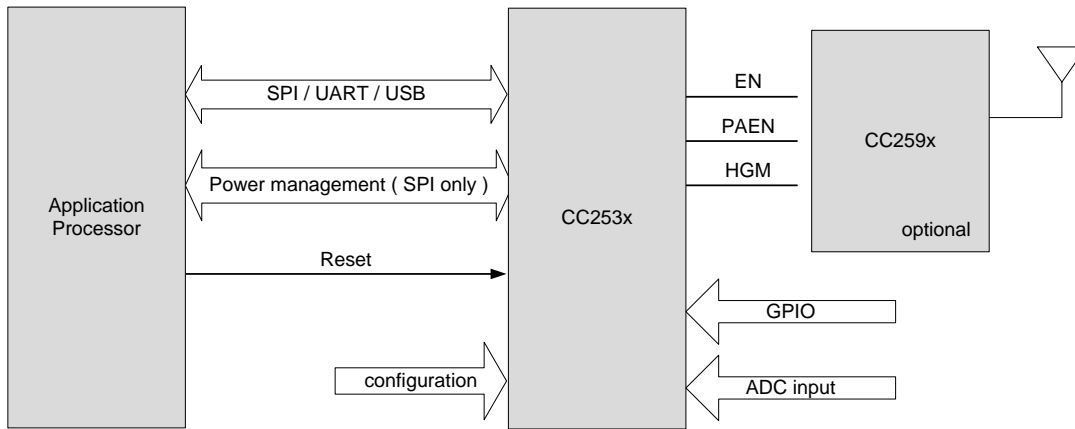 Application
Processor
SPI / UART / USB
Power management ( SPI only )
Reset
configuration
CC253x
EN
PAEN
HGM
CC259x
optional
GPIO
ADC input